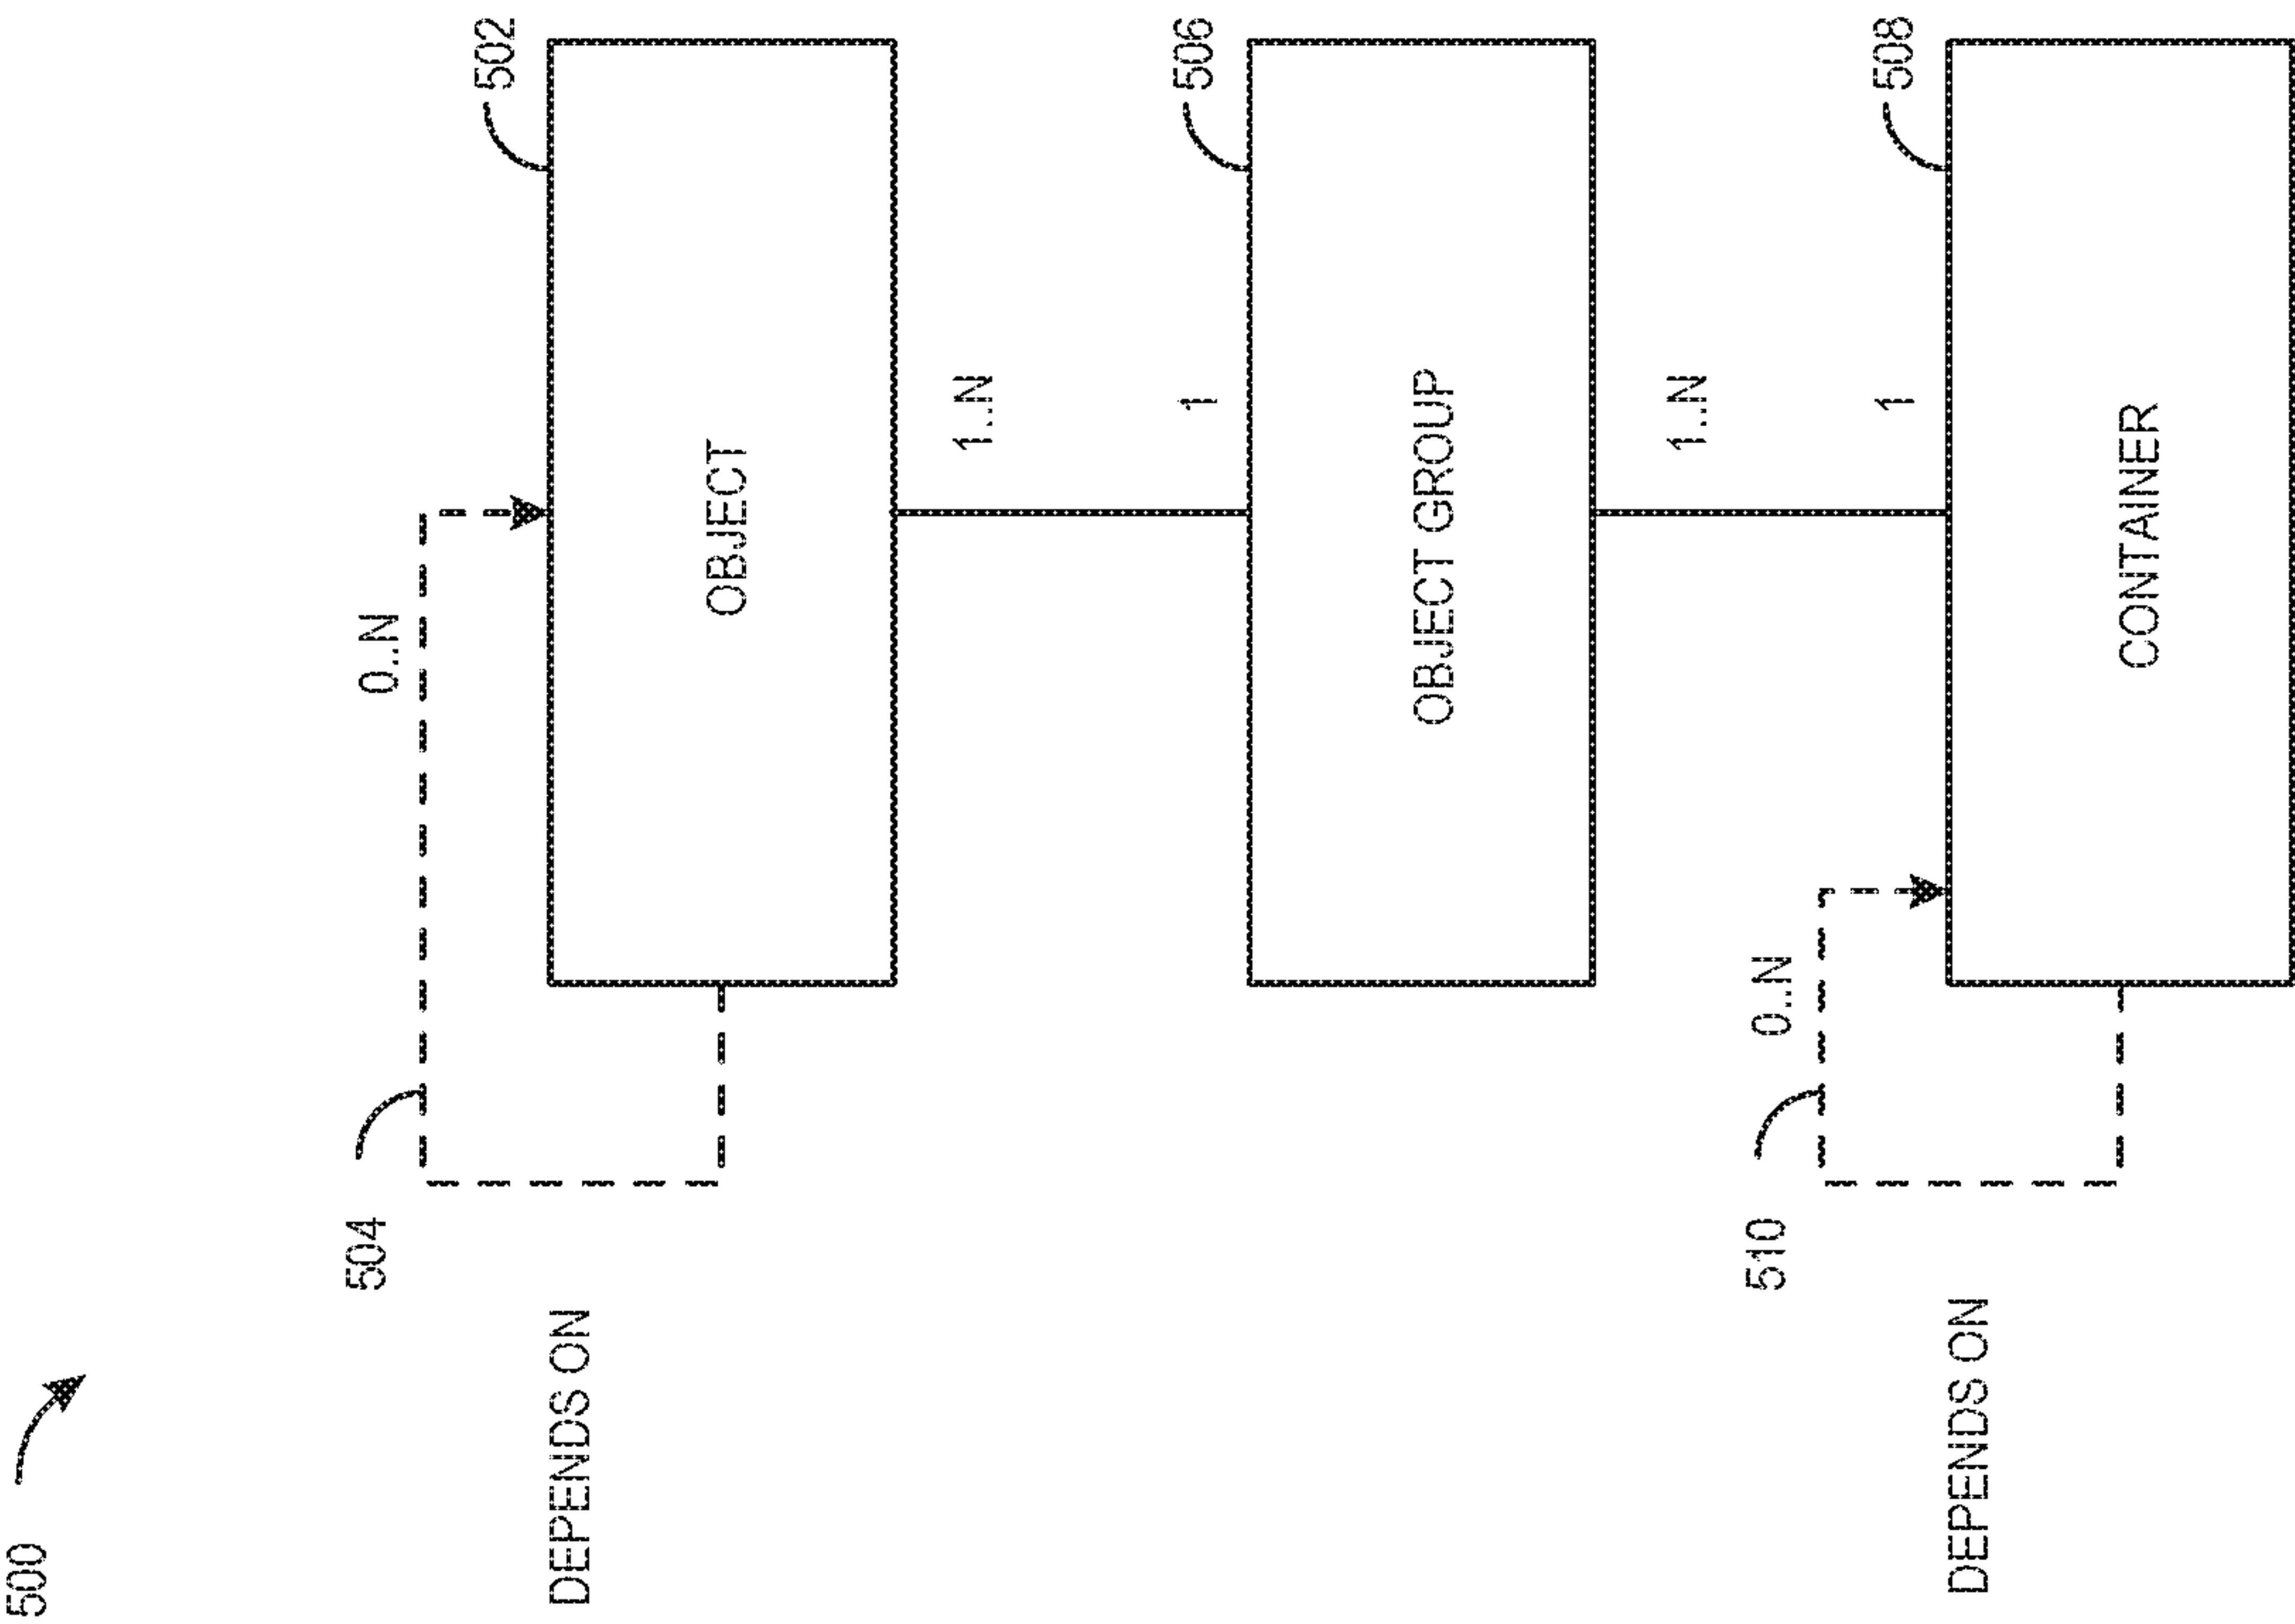 500
504
0..N
502
DEPENDS ON
OBJECT
1..N
1
506
OBJECT GROUP
1..N
510
0..N
1
508
DEPENDS ON
CONTAINER